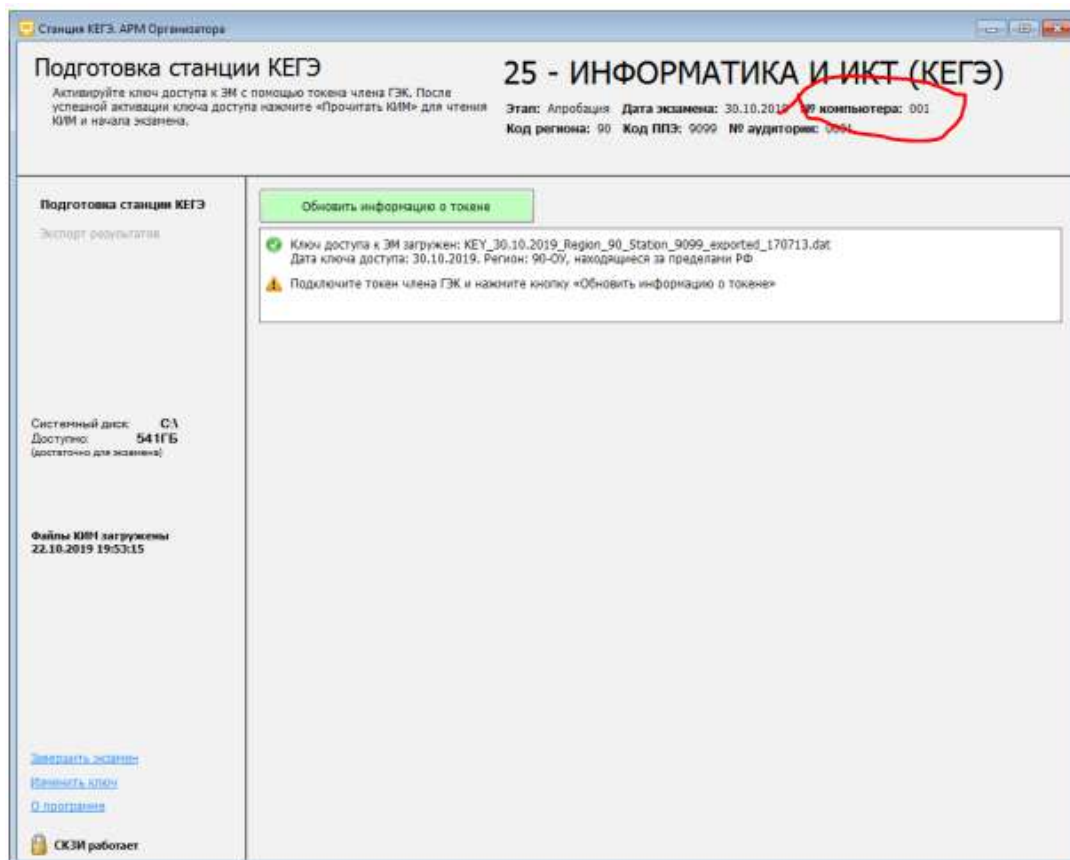 Станция КЕГЭ. АРМ Организатора
Подготовка станции КЕГЭ
Активируйте ключ доступа к ЭМ с помощью токена члена ГЭК. После
успешной активации ключа доступа нажмите «Прочитать КИМ» для чтения
КИМ и начала экзамена.
25 - ИНФОРМАТИКА И ИКТ (КЕГЭ)
Этап: Апробация Дата экзамена: 30.10.2019 № компьютера: 001
Код региона: 90 Код ППЭ: 9099 № аудитории: 0001
Подготовка станции КЕГЭ
Экспорт результатов
Обновить информацию о токене
Ключ доступа к ЭМ загружен: KEY_30.10.2019_Region_90_Station_9099_exported_170713.dat
Дата ключа доступа: 30.10.2019. Регион: 90-ОУ, находящиеся за пределами РФ
Подключите токен члена ГЭК и нажмите кнопку «Обновить информацию о токене»
Системный диск: C:\
Доступно: 541ГБ
(достаточно для экзамена)
Файлы КИМ загружены
22.10.2019 19:53:15
Завершить экзамен
Изменить ключ
О программе
СКЗИ работает